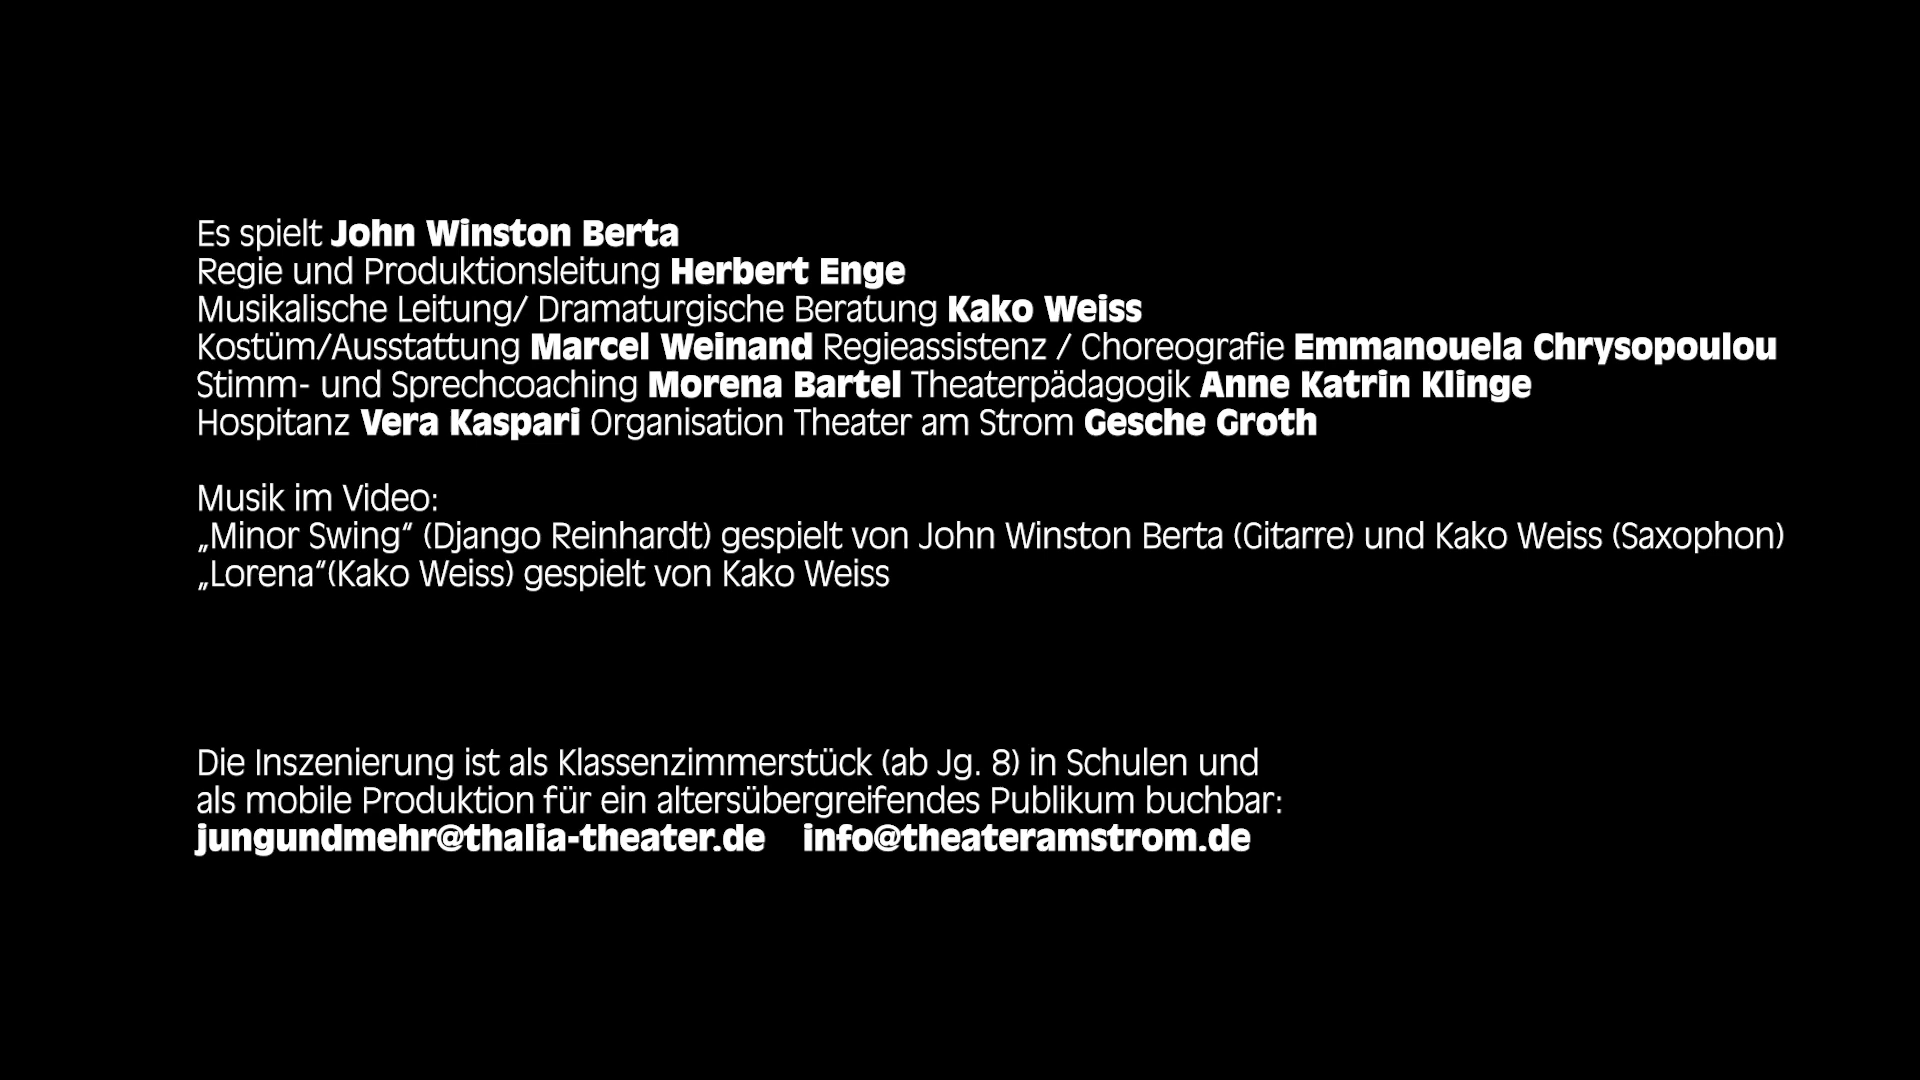 Es spielt John Winston Berta
Regie und Produktionsleitung Herbert Enge
Musikalische Leitung/ Dramaturgische Beratung Kako Weiss
Kostüm/Ausstattung Marcel Weinand Regieassistenz / Choreografie Emmanouela Chrysopoulou
Stimm- und Sprechcoaching Morena Bartel Theaterpädagogik Anne Katrin Klinge
Hospitanz Vera Kaspari Organisation Theater am Strom Gesche Groth
Musik im Video:
„Minor Swing“ (Django Reinhardt) gespielt von John Winston Berta (Gitarre) und Kako Weiss (Saxophon)
„Lorena“(Kako Weiss) gespielt von Kako Weiss
Die Inszenierung ist als Klassenzimmerstück (ab Jg. 8) in Schulen und
als mobile Produktion für ein altersübergreifendes Publikum buchbar:
jungundmehr@thalia-theater.de info@theateramstrom.de